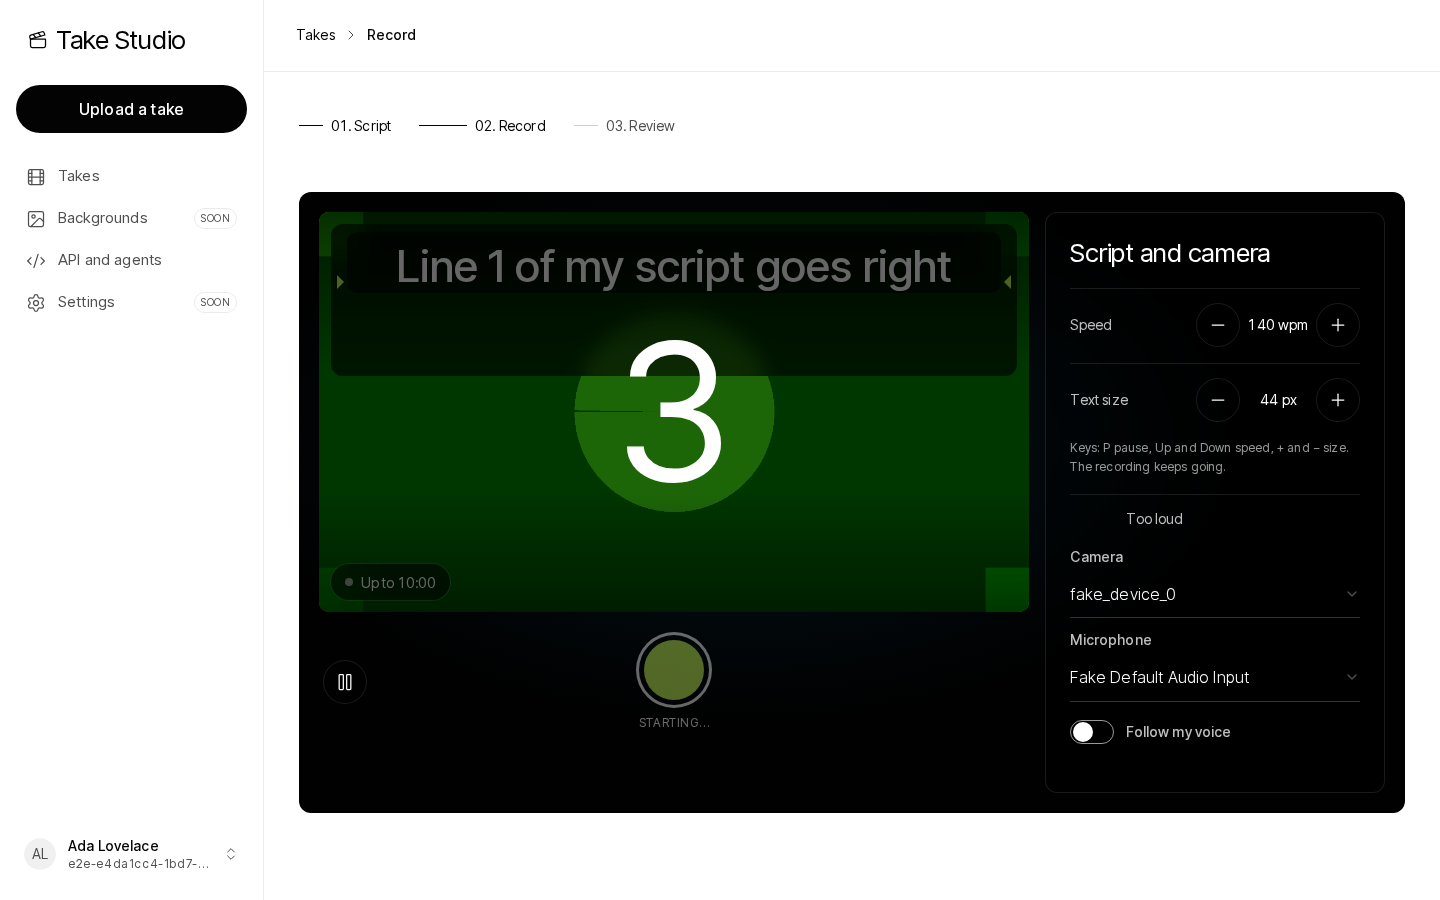 Take Studio
Upload a take
Takes
Backgrounds
SOON
API and agents
Settings
SOON
AL
Ada Lovelace
e2e-e4da1cc4-1bd7-...
Takes
Record
01. Script
02. Record
03. Review
Line 1 of my script goes right
3
Up to 10:00
STARTING...
Script and camera
Speed
140 wpm
Text size
44 px
Keys: P pause, Up and Down speed, + and – size.
The recording keeps going.
Too loud
Camera
fake_device_0
Microphone
Fake Default Audio Input
Follow my voice